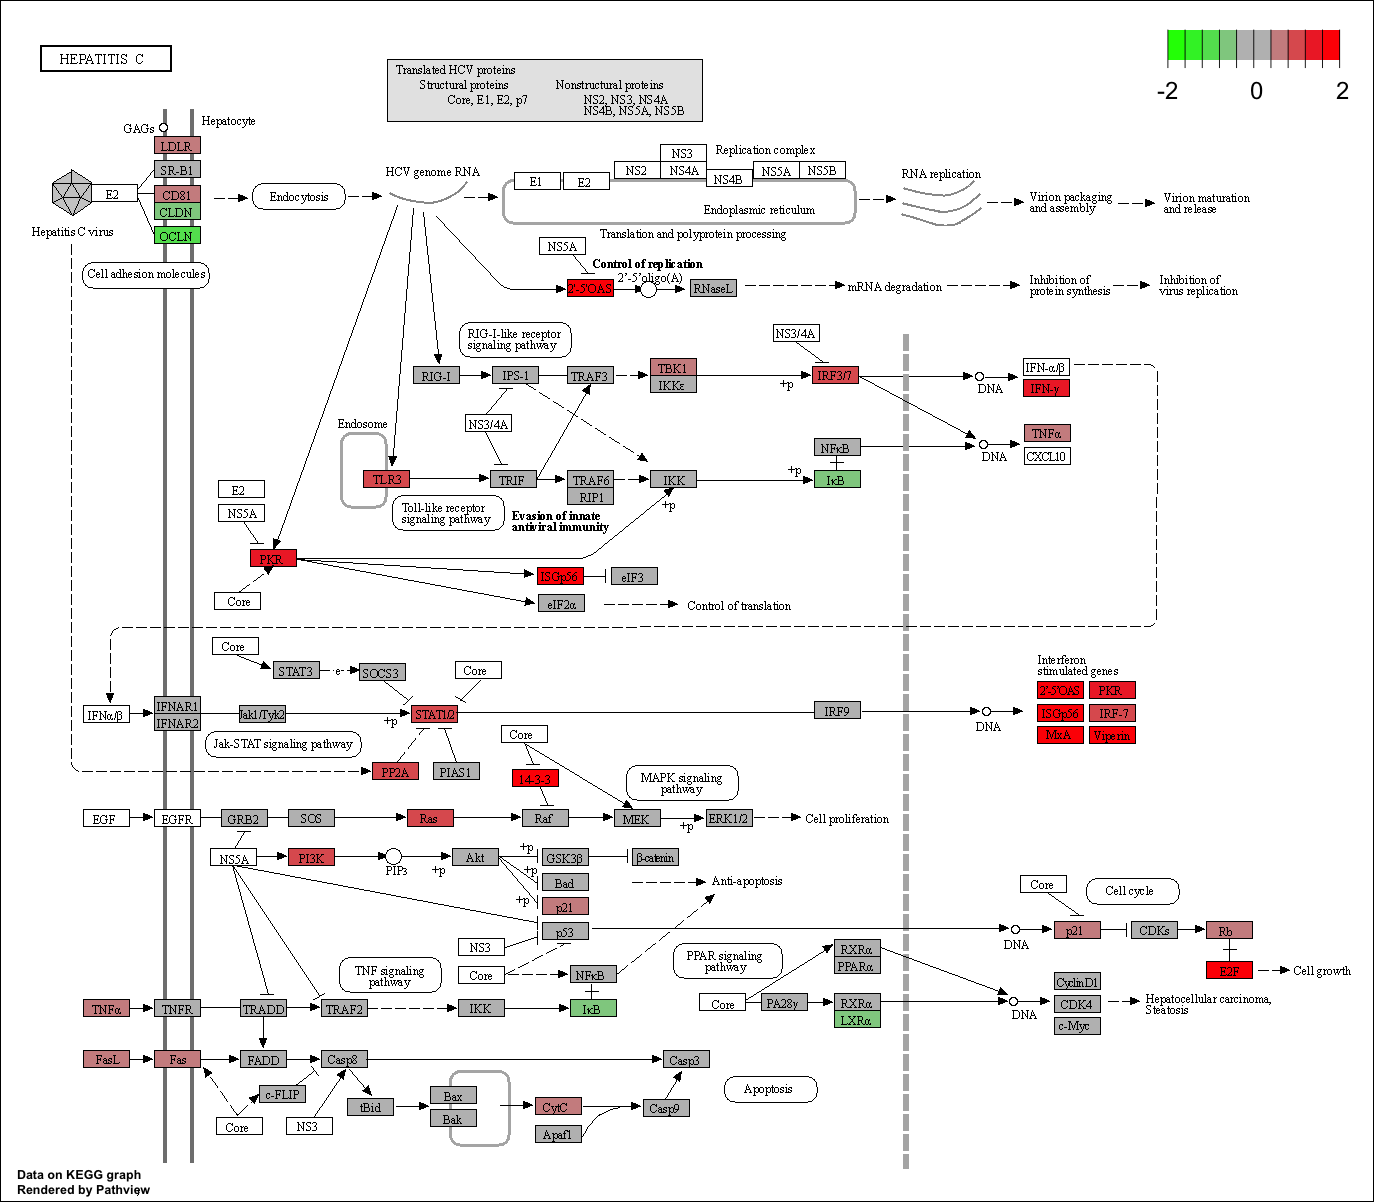 HEPATITIS C
-2 0 2
Translated HCV proteins
Structural proteins
Core, E1, E2, p7
Nonstructural proteins
NS2, NS3, NS4A
NS4B, NS5A, NS5B
GAGs
Hepatocyte
LDLR
SR-B1
E2
CD81
CLDN
OCLN
Hepatitis C virus
Cell adhesion molecules
Endocytosis
HCV genome RNA
E1
E2
NS2
NS3
NS4A
NS4B
NS5A
NS5B
Replication complex
Endoplasmic reticulum
Translation and polyprotein processing
RNA replication
Virion packaging
and assembly
Virion maturation
and release
NS5A
Control of replication
2'-5'OAS
2'-5'oligo(A)
RNaseL
mRNA degradation
Inhibition of
protein synthesis
Inhibition of
virus replication
RIG-I-like receptor
signaling pathway
NS3/4A
RIG-I
IPS-1
TRAF3
TBK1
IKKε
+p
IRF3/7
DNA
IFN-α/β
IFN-γ
NS3/4A
Endosome
TLR3
TRIF
TRAF6
RIP1
IKK
+p
+p
NFκB
IκB
DNA
TNFα
CXCL10
Toll-like receptor
signaling pathway
Evasion of innate
antiviral immunity
E2
NS5A
PKR
Core
ISGp56
eIF3
eIF2α
Control of translation
Core
STAT3
e
SOCS3
Core
IFNα/β
IFNAR1
IFNAR2
Jak1/Tyk2
+p
STAT1/2
IRF9
DNA
Interferon
stimulated genes
2'-5'OAS PKR
ISGp56 IRF-7
MxA Viperin
Jak-STAT signaling pathway
PP2A
PIAS1
Core
14-3-3
MAPK signaling
pathway
EGF
EGFR
GRB2
SOS
Ras
Raf
MEK
+p
ERK1/2
Cell proliferation
NS5A
PI3K
PIP3
+p
Akt
+p
+p
+p
GSK3β
β-catenin
Bad
p21
p53
Anti-apoptosis
NS3
Core
NFκB
TNF signaling
pathway
PPAR signaling
pathway
Core
Cell cycle
DNA
p21
CDKs
Rb
E2F
Cell growth
TNFα
TNFR
TRADD
TRAF2
IKK
IκB
Core
PA28γ
RXRα
PPARα
RXRα
LXRα
DNA
CyclinD1
CDK4
c-Myc
Hepatocellular carcinoma,
Steatosis
FasL
Fas
FADD
Casp8
Casp3
c-FLIP
Core
NS3
tBid
Bax
Bak
CytC
Apaf1
Casp9
Apoptosis
Data on KEGG graph
Rendered by Pathview